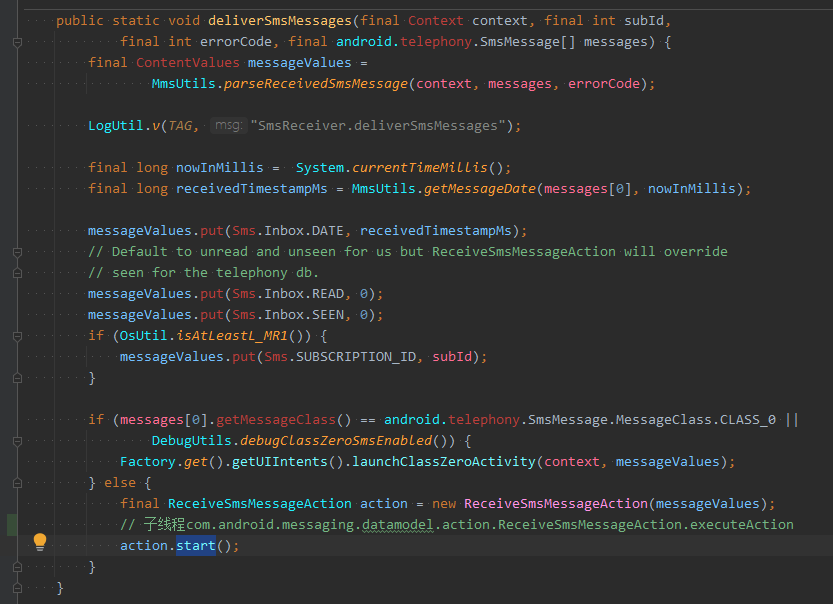 public static void deliverSmsMessages(final Context context, final int subId,
final int errorCode, final android.telephony.SmsMessage[] messages) {
final ContentValues messageValues =
MmsUtils.parseReceivedSmsMessage(context, messages, errorCode);
LogUtil.v(TAG, msg: "SmsReceiver.deliverSmsMessages");
final long nowInMillis =  System.currentTimeMillis();
final long receivedTimestampMs = MmsUtils.getMessageDate(messages[0], nowInMillis);
messageValues.put(Sms.Inbox.DATE, receivedTimestampMs);
// Default to unread and unseen for us but ReceiveSmsMessageAction will override
// seen for the telephony db.
messageValues.put(Sms.Inbox.READ, 0);
messageValues.put(Sms.Inbox.SEEN, 0);
if (OsUtil.isAtLeastL_MR1()) {
messageValues.put(Sms.SUBSCRIPTION_ID, subId);
}
if (messages[0].getMessageClass() == android.telephony.SmsMessage.MessageClass.CLASS_0 ||
DebugUtils.debugClassZeroSmsEnabled()) {
Factory.get().getUIIntents().launchClassZeroActivity(context, messageValues);
} else {
final ReceiveSmsMessageAction action = new ReceiveSmsMessageAction(messageValues);
// 子线程com.android.messaging.datamodel.action.ReceiveSmsMessageAction.executeAction
action.start();
}
}